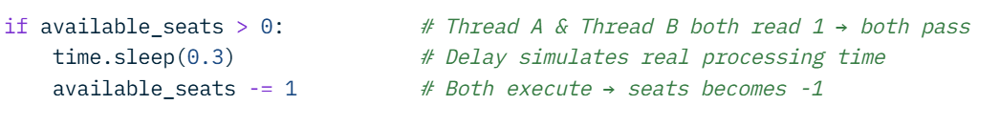 if available_seats > 0:               # Thread A & Thread B both read 1 → both pass
    time.sleep(0.3)                   # Delay simulates real processing time
    available_seats -= 1              # Both execute → seats becomes -1